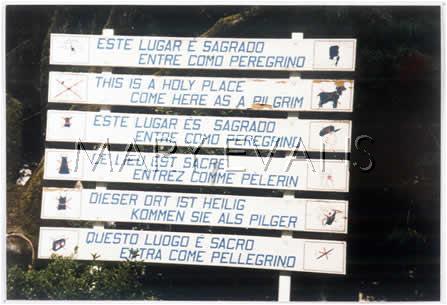 ESTE LUGAR É SAGRADO
ENTRE COMO PEREGRINO
THIS IS A HOLY PLACE
COME HERE AS A PILGRIM
ESTE LUGAR ES SAGRADO
ENTRE COMO PEREGRINO
CE LIEU EST SACRE
ENTREZ COMME PELERIN
DIESER ORT IST HEILIG
KOMMEN SIE ALS PILGER
QUESTO LUOGO É SACRO
ENTRA COME PELLEGRINO
MARY EVANS